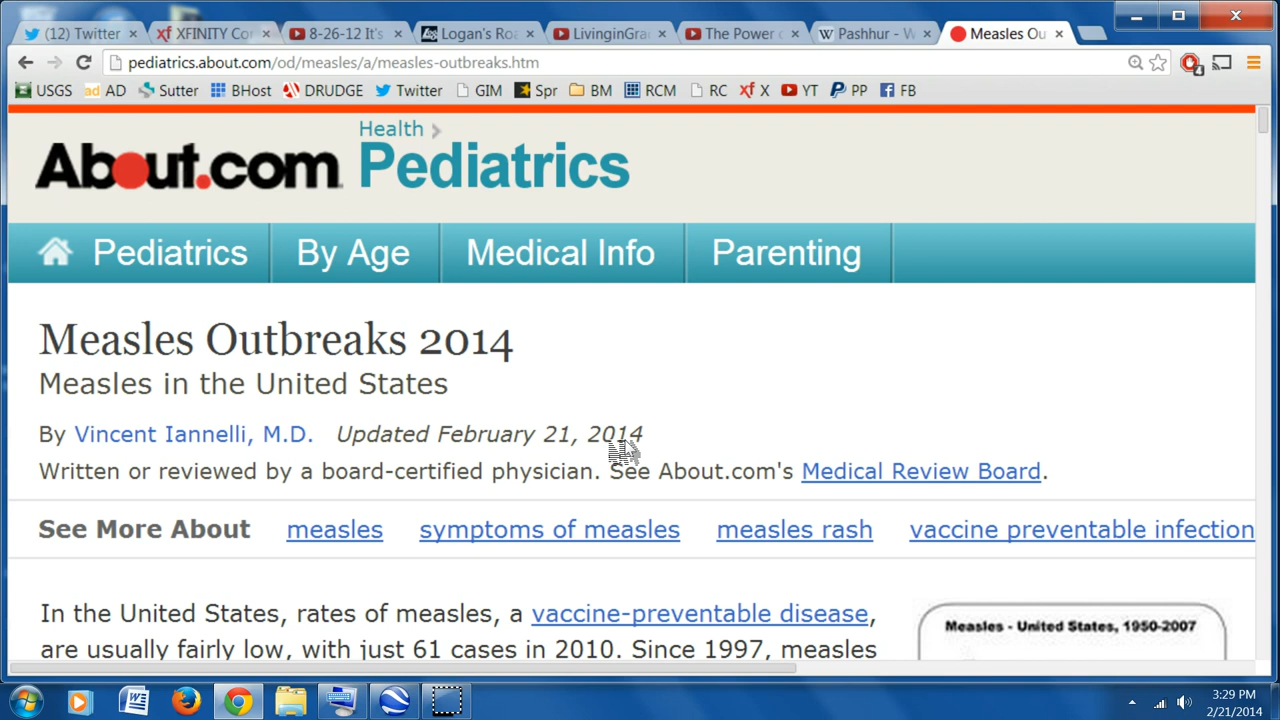 (12) Twitter
XFINITY Co
8-26-12 It's
Logan's Roa
LivinginGra
The Power
Pashhur - W
Measles Ou
pediatrics.about.com/od/measles/a/measles-outbreaks.htm
USGS
ad AD
Sutter
BHost
DRUDGE
Twitter
GIM
Spr
BM
RCM
RC
X
YT
PP
FB
Health
About.com Pediatrics
Pediatrics
By Age
Medical Info
Parenting
Measles Outbreaks 2014
Measles in the United States
By Vincent Iannelli, M.D. Updated February 21, 2014
Written or reviewed by a board-certified physician. See About.com's Medical Review Board.
See More About measles symptoms of measles measles rash vaccine preventable infection
In the United States, rates of measles, a vaccine-preventable disease,
are usually fairly low, with just 61 cases in 2010. Since 1997, measles
Measles - United States, 1950-2007
3:29 PM
2/21/2014